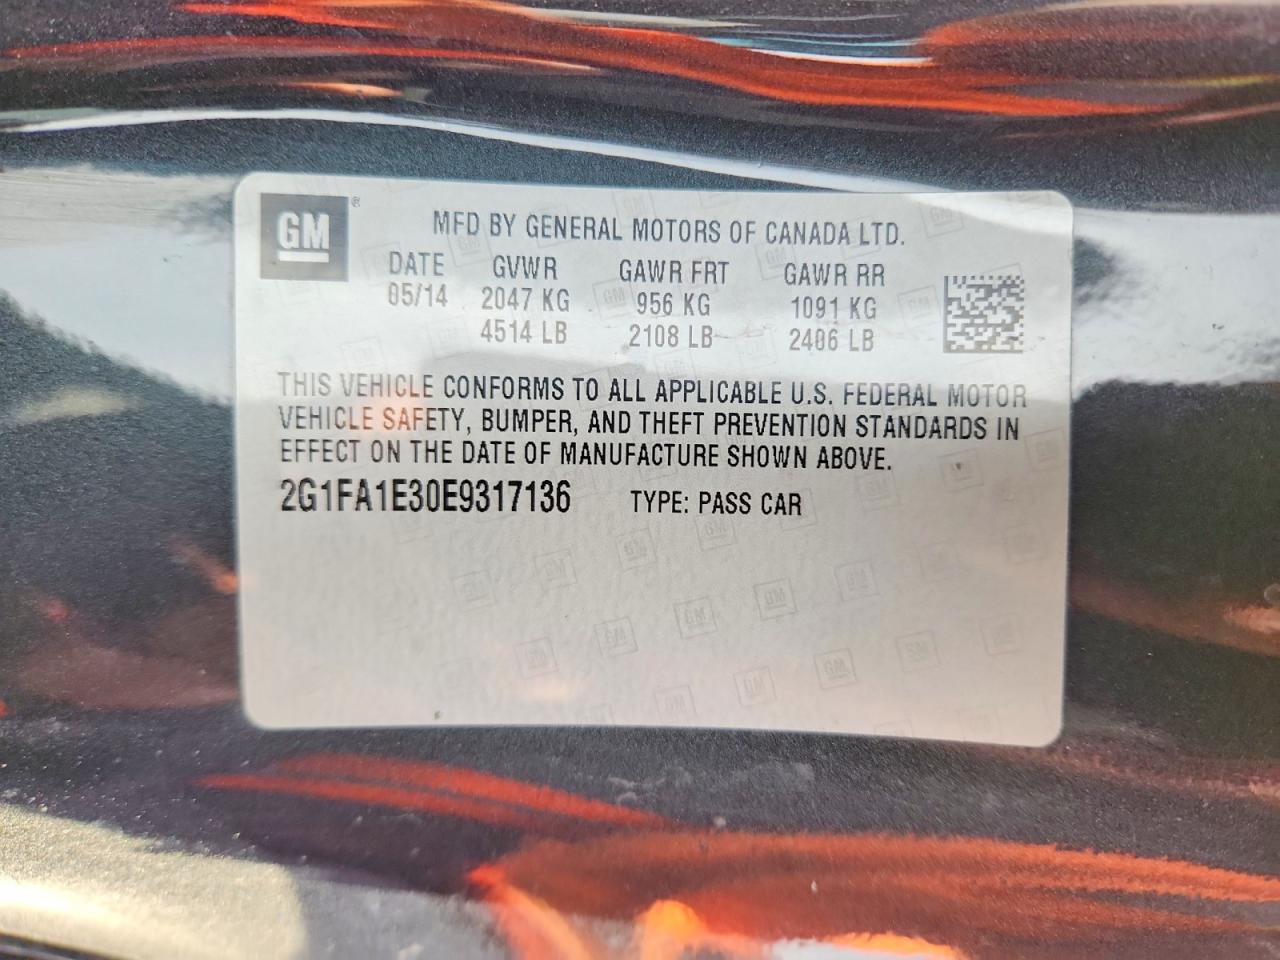 GM®
MFD BY GENERAL MOTORS OF CANADA LTD.
DATE GVWR GAWR FRT GAWR RR
05/14 2047 KG 956 KG 1091 KG
4514 LB 2108 LB 2406 LB
THIS VEHICLE CONFORMS TO ALL APPLICABLE U.S. FEDERAL MOTOR
VEHICLE SAFETY, BUMPER, AND THEFT PREVENTION STANDARDS IN
EFFECT ON THE DATE OF MANUFACTURE SHOWN ABOVE.
2G1FA1E30E9317136 TYPE: PASS CAR